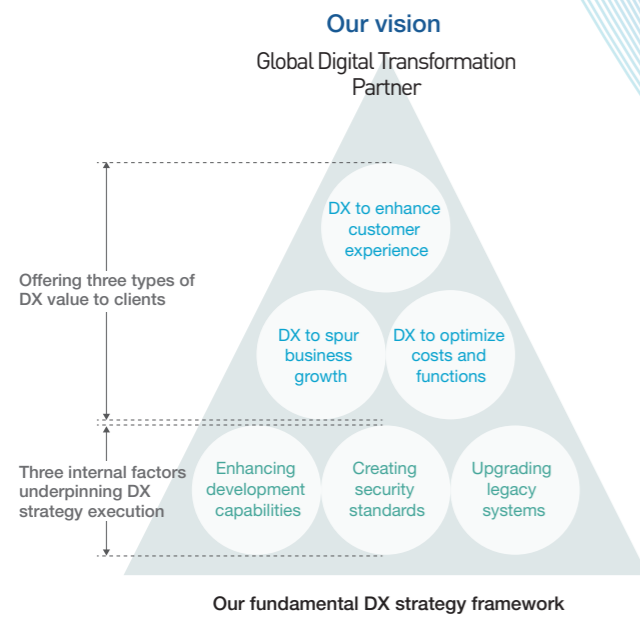 Our vision
Global Digital Transformation
Partner
DX to enhance
customer
experience
Offering three types of
DX value to clients
DX to spur
business
growth
DX to optimize
costs and
functions
Three internal factors
underpinning DX
strategy execution
Enhancing
development
capabilities
Creating
security
standards
Upgrading
legacy
systems
Our fundamental DX strategy framework